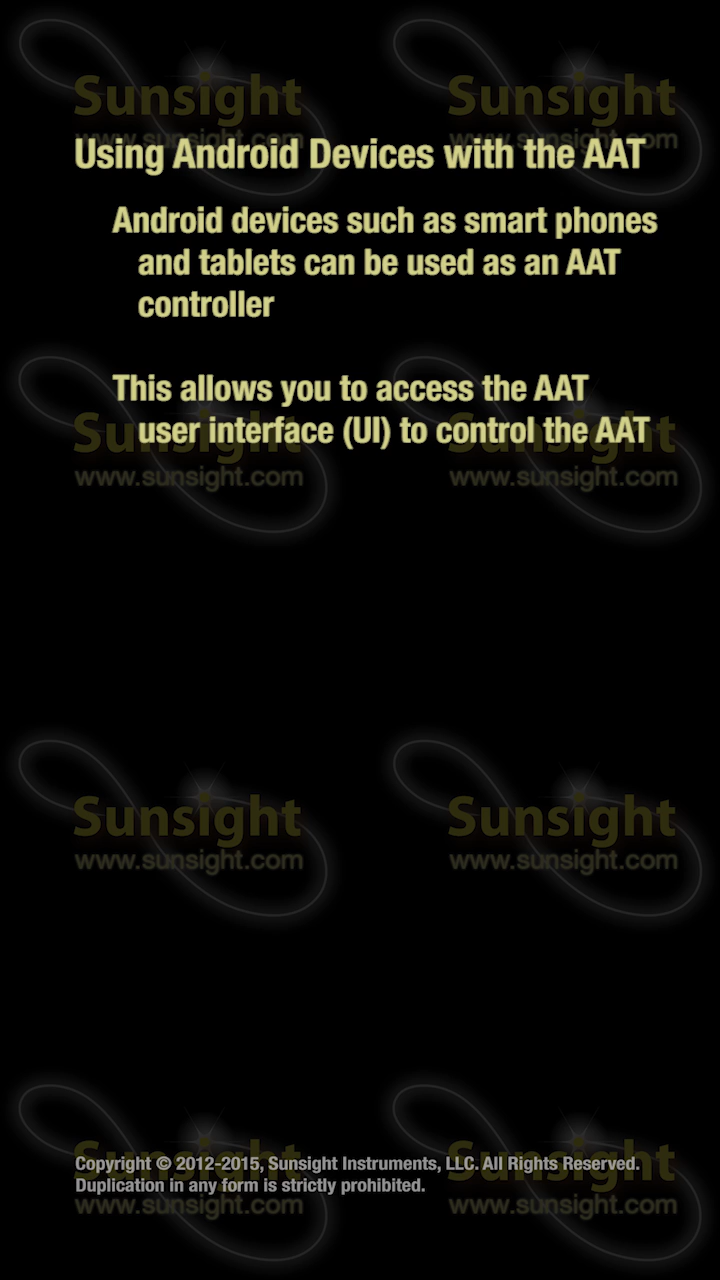 Sunsight Sunsight
www.sunsight.com www.sunsight.com
Using Android Devices with the AAT
Android devices such as smart phones
and tablets can be used as an AAT
controller
This allows you to access the AAT
Sunsight Sunsight
user interface (UI) to control the AAT
www.sunsight.com www.sunsight.com
Sunsight Sunsight
www.sunsight.com www.sunsight.com
Sunsight Sunsight
Copyright © 2012-2015, Sunsight Instruments, LLC. All Rights Reserved.
Duplication in any form is strictly prohibited.
www.sunsight.com www.sunsight.com